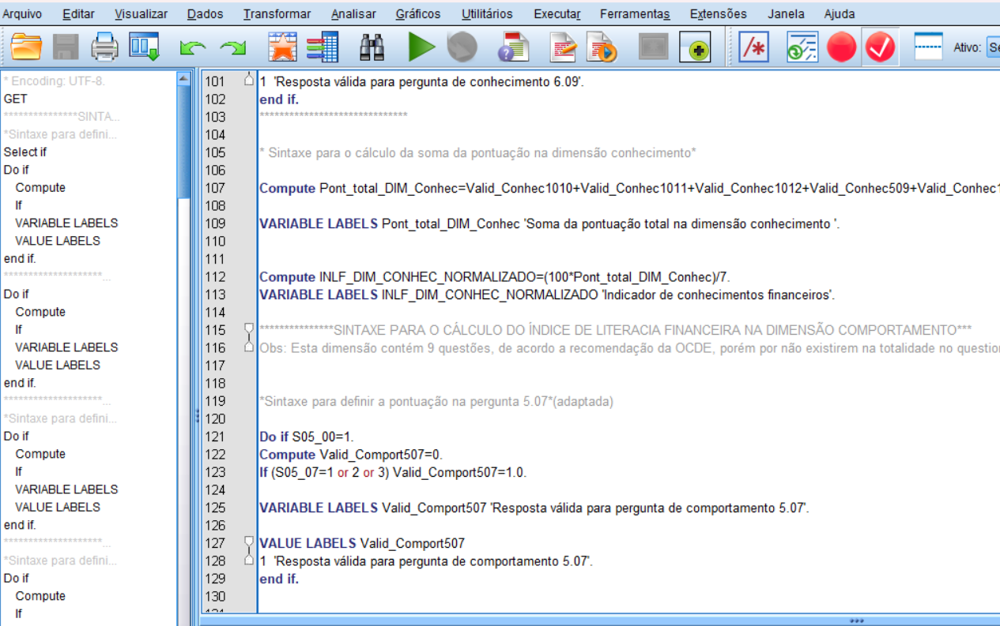 Arquivo Editar Visualizar Dados Transformar Analisar Gráficos Utilitários Executar Ferramentas Extensões Janela Ajuda
Ativo:
* Encoding: UTF-8.
GET
***************SINTA...
*Sintaxe para defini...
Select if
Do if
Compute
If
VARIABLE LABELS
VALUE LABELS
end if.
********************...
Do if
Compute
If
VARIABLE LABELS
VALUE LABELS
end if.
********************...
*Sintaxe para defini...
Do if
Compute
If
VARIABLE LABELS
VALUE LABELS
end if.
********************...
*Sintaxe para defini...
Do if
Compute
If
101 1 'Resposta válida para pergunta de conhecimento 6.09'.
102 end if.
103 ******************************
104
105 * Sintaxe para o cálculo da soma da pontuação na dimensão conhecimento*
106
107 Compute Pont_total_DIM_Conhec=Valid_Conhec1010+Valid_Conhec1011+Valid_Conhec1012+Valid_Conhec509+Valid_Conhec1
108
109 VARIABLE LABELS Pont_total_DIM_Conhec 'Soma da pontuação total na dimensão conhecimento '.
110
111
112 Compute INLF_DIM_CONHEC_NORMALIZADO=(100*Pont_total_DIM_Conhec)/7.
113 VARIABLE LABELS INLF_DIM_CONHEC_NORMALIZADO 'Indicador de conhecimentos financeiros'.
114
115 ***************SINTAXE PARA O CÁLCULO DO ÍNDICE DE LITERACIA FINANCEIRA NA DIMENSÃO COMPORTAMENTO***
116 Obs: Esta dimensão contém 9 questões, de acordo a recomendação da OCDE, porém por não existirem na totalidade no question
117
118
119 *Sintaxe para definir a pontuação na pergunta 5.07*(adaptada)
120
121 Do if S05_00=1.
122 Compute Valid_Comport507=0.
123 If (S05_07=1 or 2 or 3) Valid_Comport507=1.0.
124
125 VARIABLE LABELS Valid_Comport507 'Resposta válida para pergunta de comportamento 5.07'.
126
127 VALUE LABELS Valid_Comport507
128 1 'Resposta válida para pergunta de comportamento 5.07'.
129 end if.
130